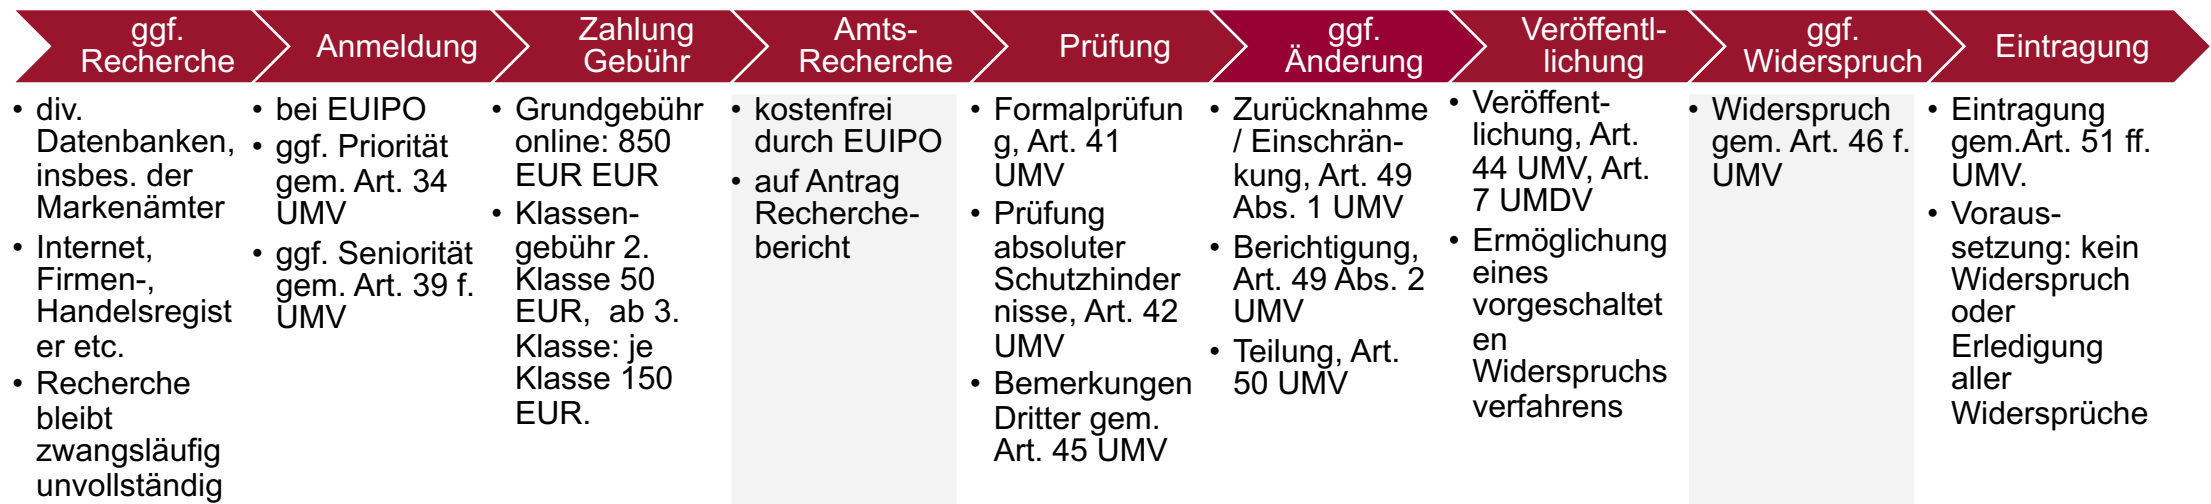 ggf.
Recherche
Anmeldung
Zahlung
Gebühr
Amts-
Recherche
Prüfung
ggf.
Änderung
Veröffentl-
lichung
ggf.
Widerspruch
Eintragung
• div.
Datenbanken,
insbes. der
Markenämter
• Internet,
Firmen-,
Handelsregist
er etc.
• Recherche
bleibt
zwangsläufig
unvollständig
• bei EUIPO
• ggf. Priorität
gem. Art. 34
UMV
• ggf. Seniorität
gem. Art. 39 f.
UMV
• Grundgebühr
online: 850
EUR EUR
• Klassen-
gebühr 2.
Klasse 50
EUR, ab 3.
Klasse: je
Klasse 150
EUR.
• kostenfrei
durch EUIPO
• auf Antrag
Recherche-
bericht
• Formalprüfun
g, Art. 41
UMV
• Prüfung
absoluter
Schutzhinder
nisse, Art. 42
UMV
• Bemerkungen
Dritter gem.
Art. 45 UMV
• Zurücknahme
/ Einschrän-
kung, Art. 49
Abs. 1 UMV
• Berichtigung,
Art. 49 Abs. 2
UMV
• Teilung, Art.
50 UMV
• Veröffent-
lichung, Art.
44 UMV, Art.
7 UMDV
• Ermöglichung
eines
vorgeschaltet
en
Widerspruchs
verfahrens
• Widerspruch
gem. Art. 46 f.
UMV
• Eintragung
gem.Art. 51 ff.
UMV.
• Voraus-
setzung: kein
Widerspruch
oder
Erledigung
aller
Widersprüche